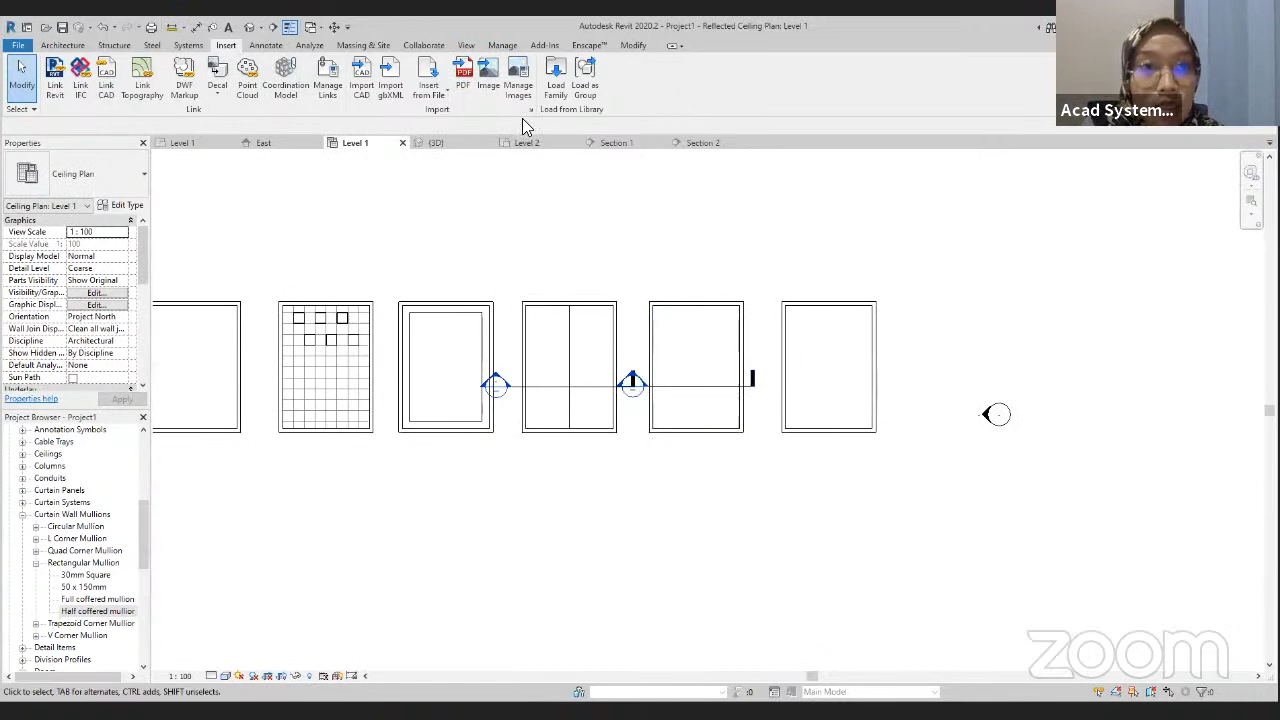 Autodesk Revit 2020.2 - Project1 - Reflected Ceiling Plan: Level 1
File Architecture Structure Steel Systems Insert Annotate Analyze Massing & Site Collaborate View Manage Add-Ins Enscape™ Modify
Modify
Link Revit
Link IFC
Link CAD
Link Topography
DWF Markup
Decal
Point Cloud
Coordination Model
Manage Links
Import CAD
Import gbXML
Insert from File
PDF
Image
Manage Images
Load Family
Load as Group
Select Link Import Load from Library
Acad System...
Properties
Level 1 East Level 1 {3D} Level 2 Section 1 Section 2
Ceiling Plan
Ceiling Plan: Level 1 Edit Type
Graphics
View Scale 1 : 100
Scale Value 1: 100
Display Model Normal
Detail Level Coarse
Parts Visibility Show Original
Visibility/Grap... Edit...
Graphic Displ... Edit...
Orientation Project North
Wall Join Disp... Clean all wall j...
Discipline Architectural
Show Hidden ... By Discipline
Default Analy... None
Sun Path
Underlay
Properties help Apply
Project Browser - Project1
Annotation Symbols
Cable Trays
Ceilings
Columns
Conduits
Curtain Panels
Curtain Systems
Curtain Wall Mullions
Circular Mullion
L Corner Mullion
Quad Corner Mullion
Rectangular Mullion
30mm Square
50 x 150mm
Full coffered mullion
Half coffered mullior
Trapezoid Corner Mullior
V Corner Mullion
Detail Items
Division Profiles
1 : 100
Click to select, TAB for alternates, CTRL adds, SHIFT unselects.
:0 Main Model :0
zoom